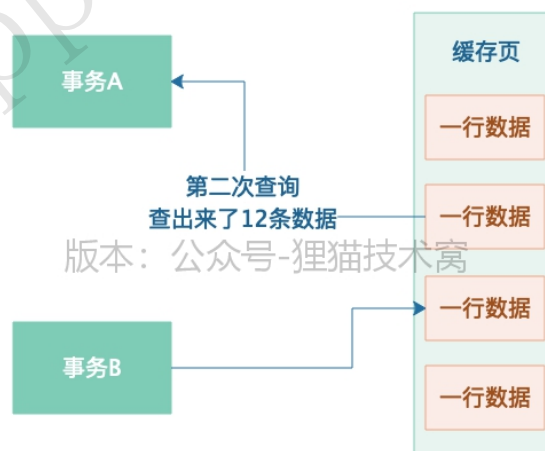 缓存页
事务A
一行数据
第二次查询
查出来了12条数据
一行数据
版本：公众号-狸猫技术窝
一行数据
事务B
一行数据